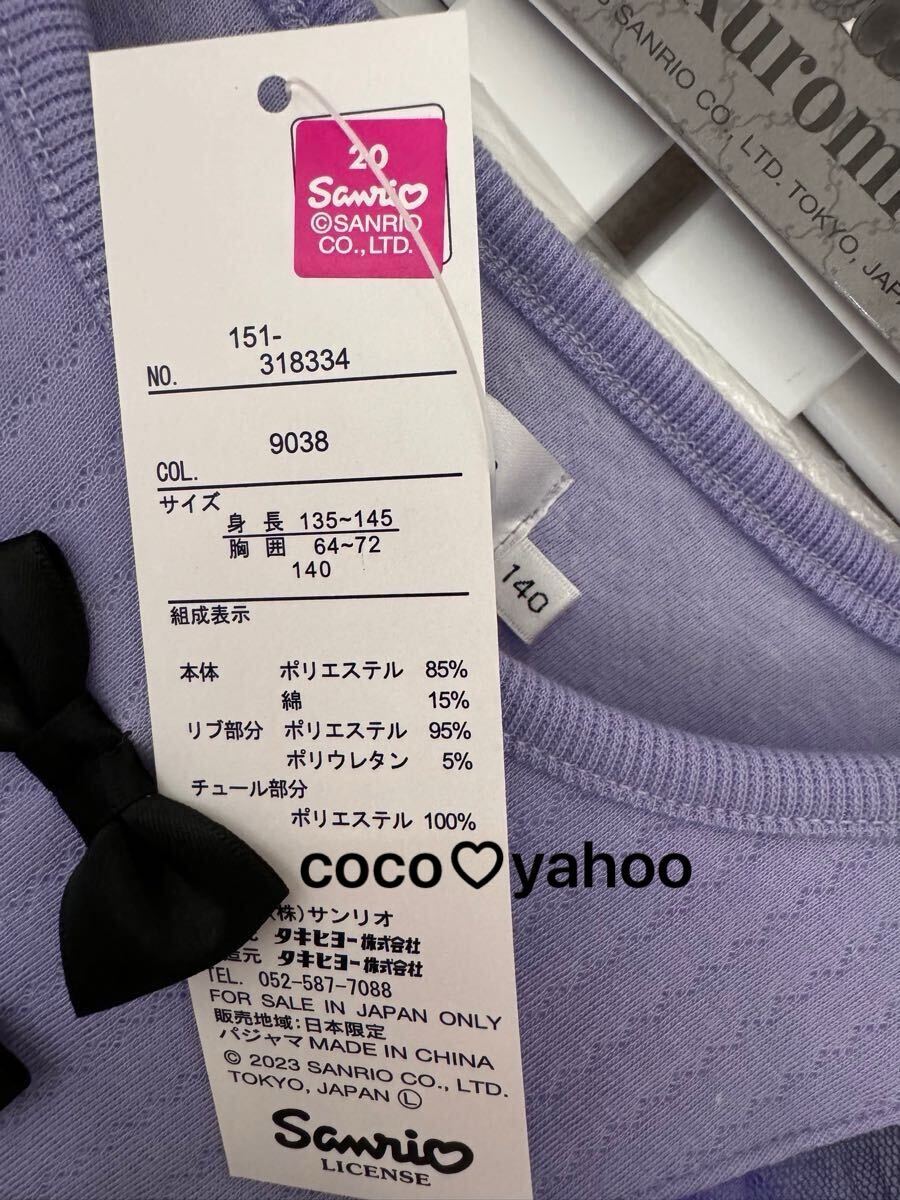 20
Sanrio
©SANRIO
CO.,LTD.
SANRIO CO., LTD. TOKYO, JAPA
151-
NO. 318334
COL. 9038
サイズ
身長 135~145
胸囲 64~72
140
140
組成表示
本体 ポリエステル 85%
綿 15%
リブ部分 ポリエステル 95%
ポリウレタン 5%
チュール部分
ポリエステル 100%
coco♡yahoo
(株)サンリオ
タキヒヨー株式会社
造元 タキヒヨー株式会社
TEL. 052-587-7088
FOR SALE IN JAPAN ONLY
販売地域:日本限定
パジャマ MADE IN CHINA
© 2023 SANRIO CO., LTD.
TOKYO, JAPAN Ⓛ
Sanrio
LICENSE